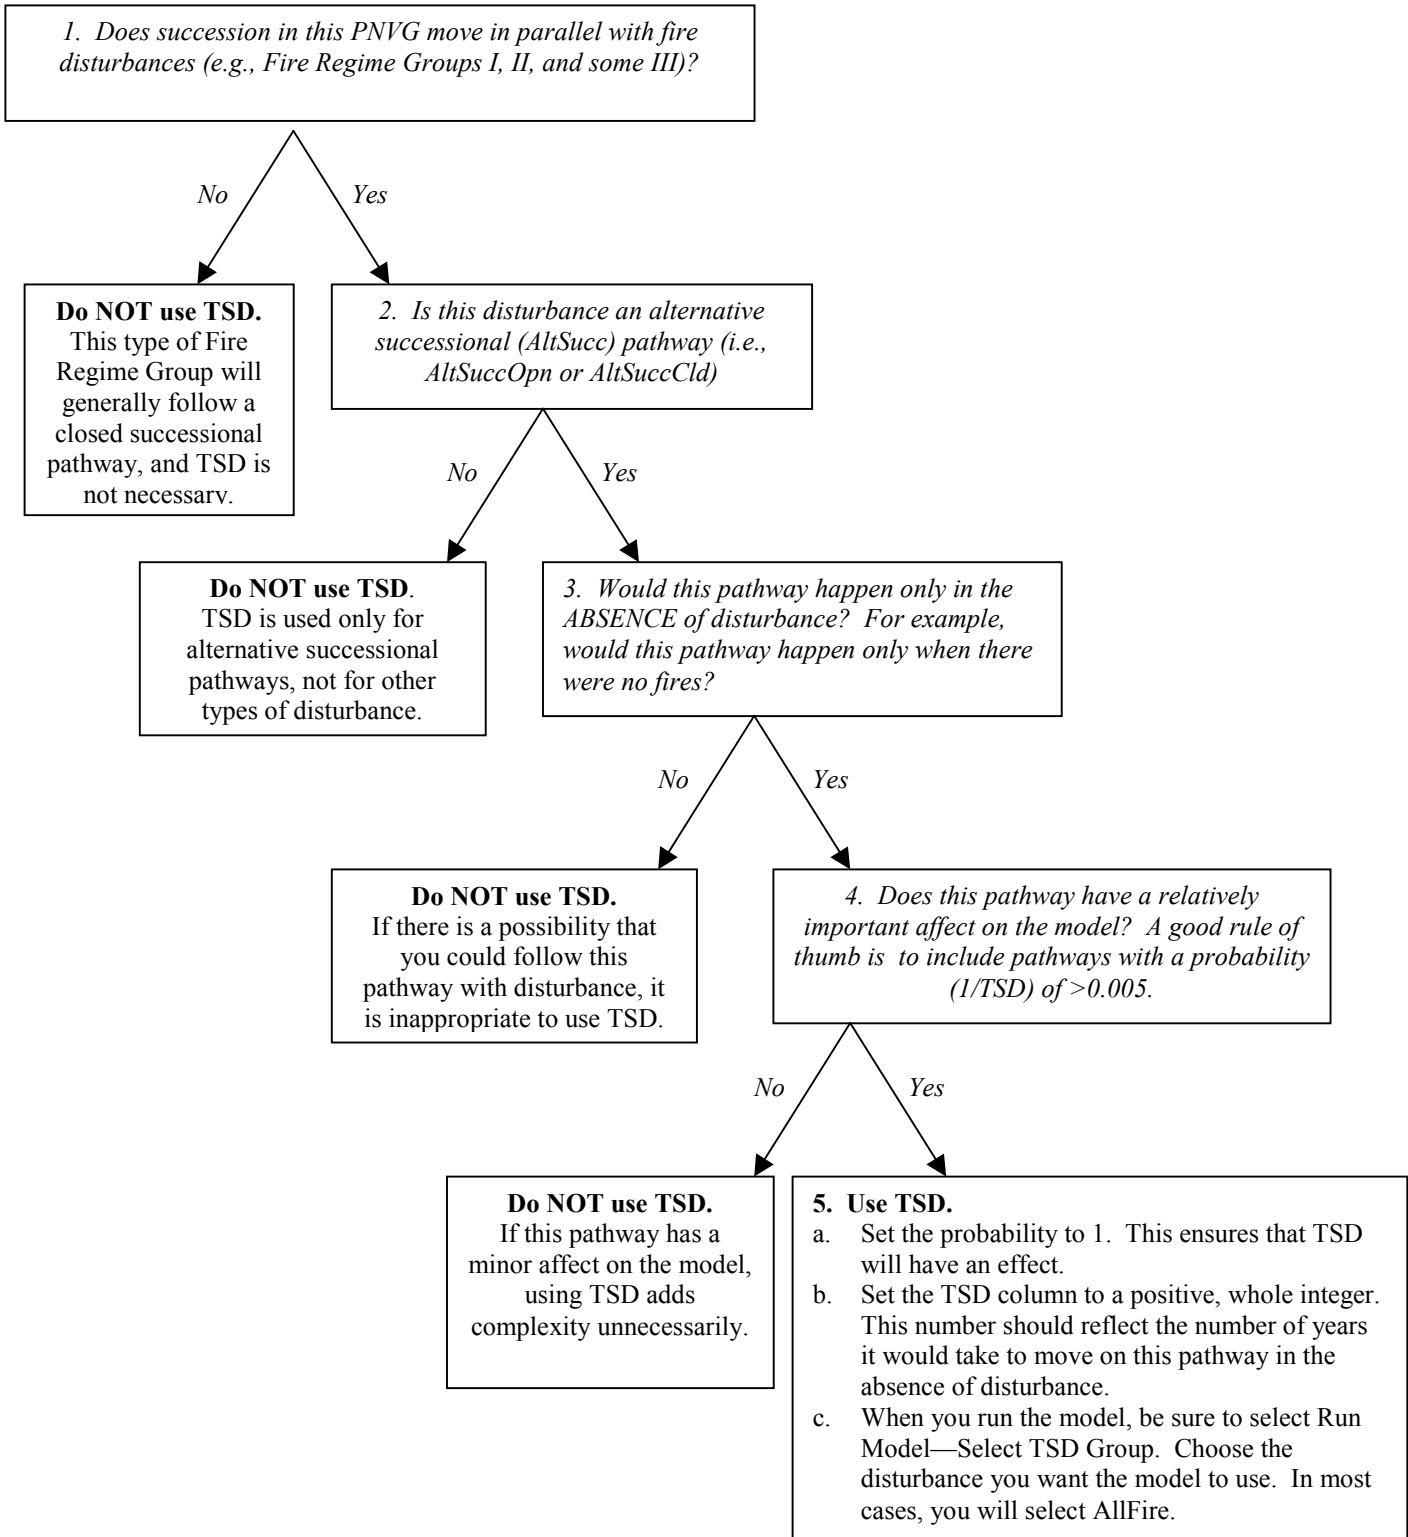 1. Does succession in this PNVG move in parallel with fire
disturbances (e.g., Fire Regime Groups I, II, and some III)?
No
Yes
Do NOT use TSD.
This type of Fire
Regime Group will
generally follow a
closed successional
pathway, and TSD is
not necessary.
2. Is this disturbance an alternative
successional (AltSucc) pathway (i.e.,
AltSuccOpn or AltSuccCld)
No
Yes
Do NOT use TSD.
TSD is used only for
alternative successional
pathways, not for other
types of disturbance.
3. Would this pathway happen only in the
ABSENCE of disturbance? For example,
would this pathway happen only when there
were no fires?
No
Yes
Do NOT use TSD.
If there is a possibility that
you could follow this
pathway with disturbance, it
is inappropriate to use TSD.
4. Does this pathway have a relatively
important affect on the model? A good rule of
thumb is to include pathways with a probability
(1/TSD) of >0.005.
No
Yes
Do NOT use TSD.
If this pathway has a
minor affect on the model,
using TSD adds
complexity unnecessarily.
5. Use TSD.
a. Set the probability to 1. This ensures that TSD
will have an effect.
b. Set the TSD column to a positive, whole integer.
This number should reflect the number of years
it would take to move on this pathway in the
absence of disturbance.
c. When you run the model, be sure to select Run
Model—Select TSD Group. Choose the
disturbance you want the model to use. In most
cases, you will select AllFire.